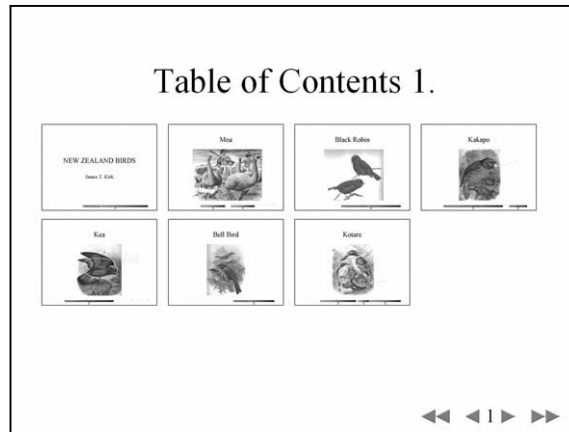 Table of Contents 1.
NEW ZEALAND BIRDS
James T. Kirk
Moa
Black Robin
Kakapo
Kea
Bell Bird
Kotare
1